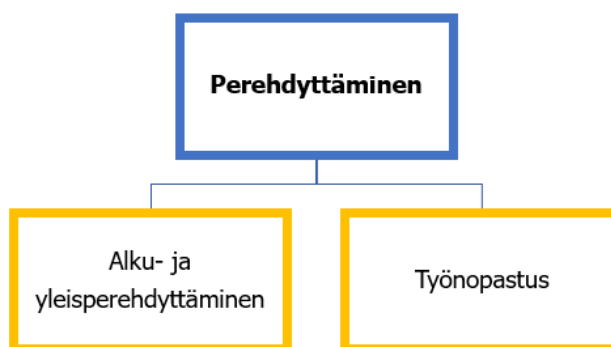 Perehdyttäminen
Alku- ja
yleisperehdyttäminen
Työnopastus